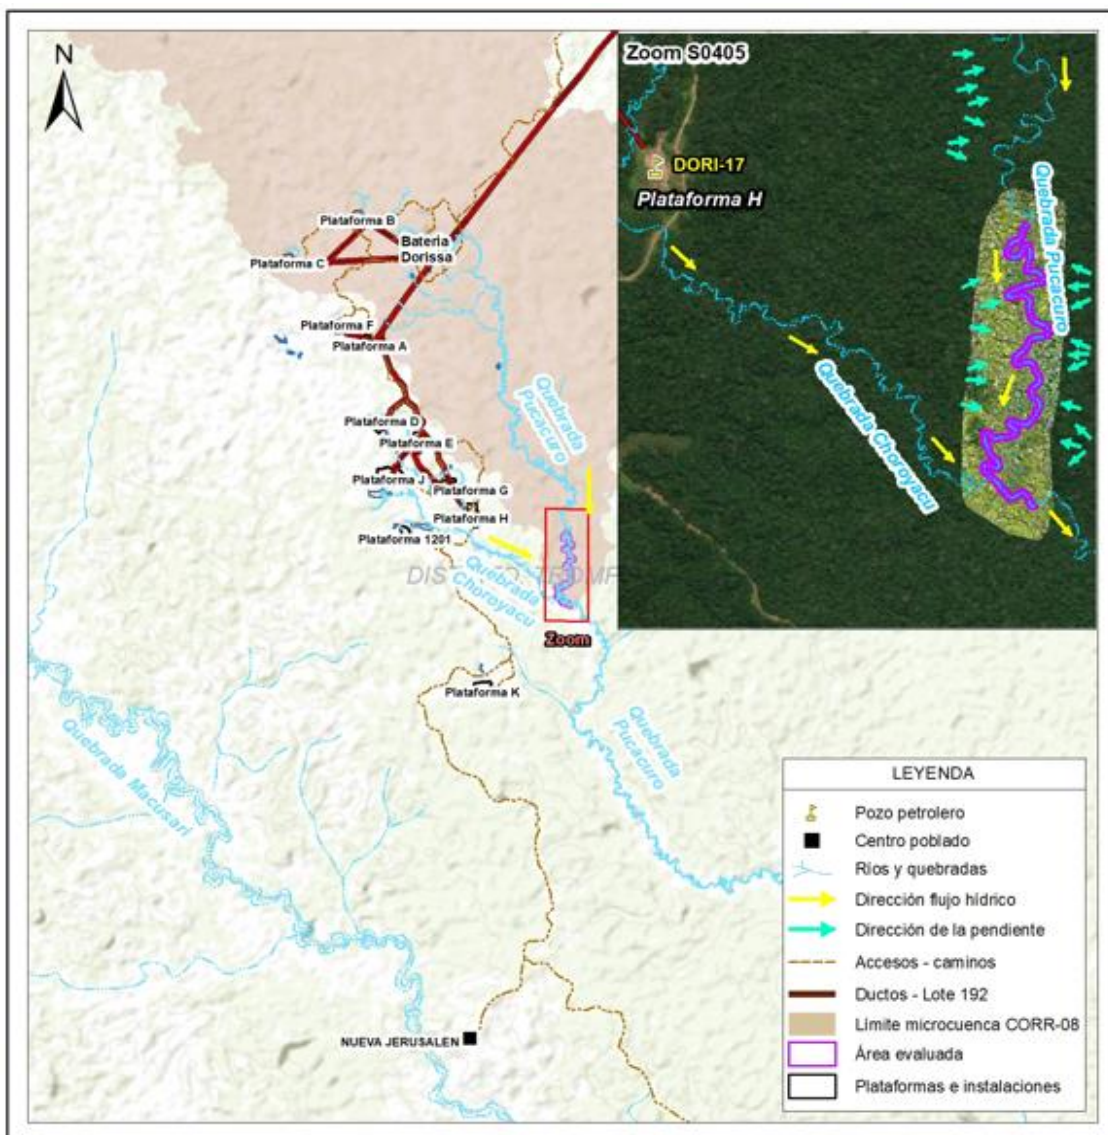 N
Zoom S0405
DORI-17
Plataforma H
Quebrada Pucacuro
Quebrada Choroyacu
Plataforma B
Bateria
Dorissa
Plataforma C
Plataforma F
Plataforma A
Quebrada
Pucacuro
Plataforma D
Plataforma E
Plataforma J
Plataforma G
Plataforma H
Plataforma 1201
Quebrada
Choroyacu
Zoom
Plataforma K
Quebrada
Pucacuro
Quebrada Macusari
NUEVA JERUSALEN
LEYENDA
Pozo petrolero
Centro poblado
Ríos y quebradas
Dirección flujo hídrico
Dirección de la pendiente
Accesos - caminos
Ductos - Lote 192
Límite microcuenca CORR-08
Área evaluada
Plataformas e instalaciones